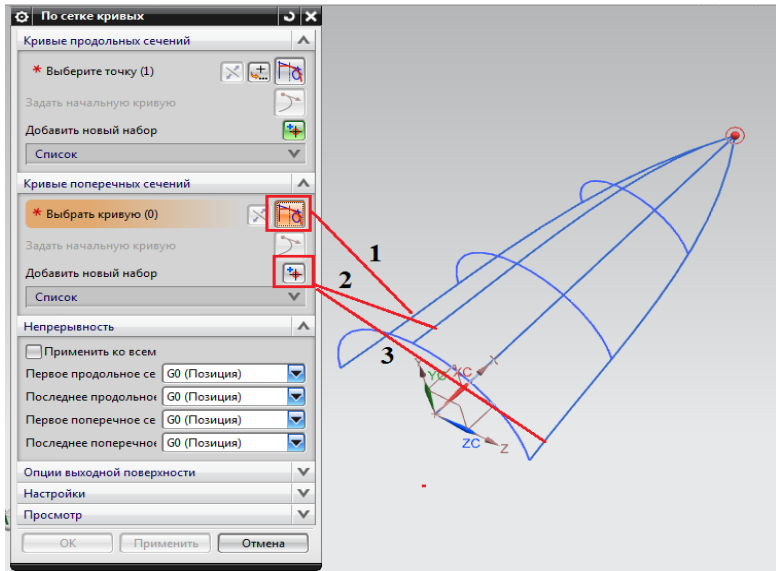 По сетке кривых
Кривые продольных сечений
* Выберите точку (1)
Задать начальную кривую
Добавить новый набор
Список
Кривые поперечных сечений
* Выбрать кривую (0)
Задать начальную кривую
Добавить новый набор
Список
Непрерывность
Применить ко всем
Первое продольное се G0 (Позиция)
Последнее продольное G0 (Позиция)
Первое поперечное се G0 (Позиция)
Последнее поперечное G0 (Позиция)
Опции выходной поверхности
Настройки
Просмотр
ОК Применить Отмена
1
2
3
Y
YC
XC
X
ZC
Z